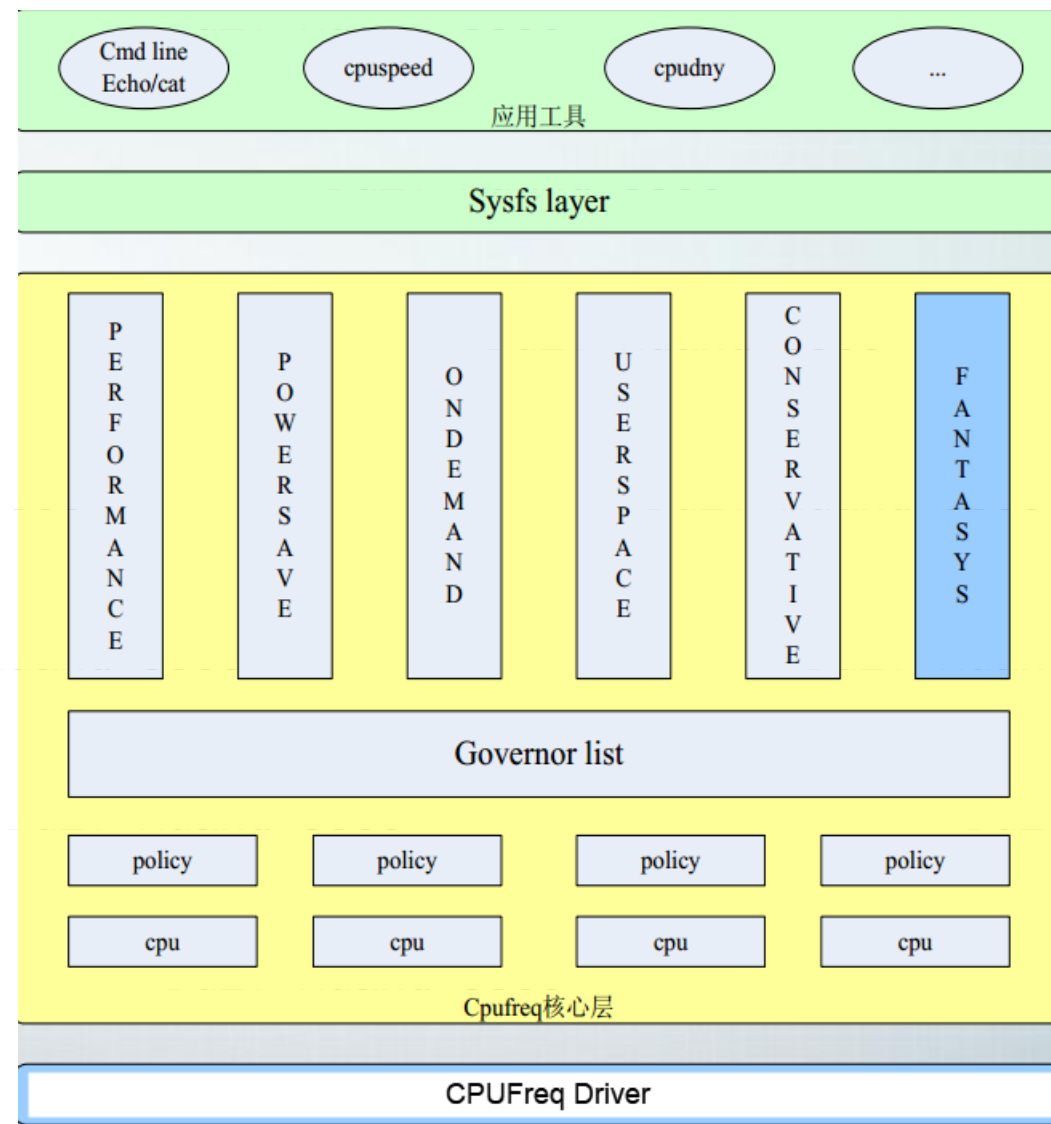 Cmd line
Echo/cat
cpuspeed
cpudny
...
应用工具
Sysfs layer
PERFORMANCE
POWERSAVE
ONDEMAND
USERSPACE
CONSERVATIVE
FANTASYS
Governor list
policy
policy
policy
policy
cpu
cpu
cpu
cpu
Cpufreq核心层
CPUFreq Driver